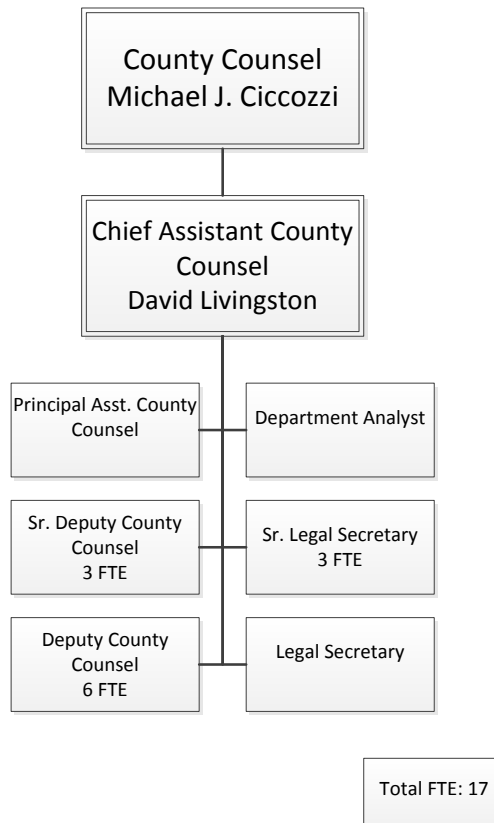 County Counsel
Michael J. Ciccozzi
Chief Assistant County
Counsel
David Livingston
Principal Asst. County
Counsel
Department Analyst
Sr. Deputy County
Counsel
3 FTE
Sr. Legal Secretary
3 FTE
Deputy County
Counsel
6 FTE
Legal Secretary
Total FTE: 17